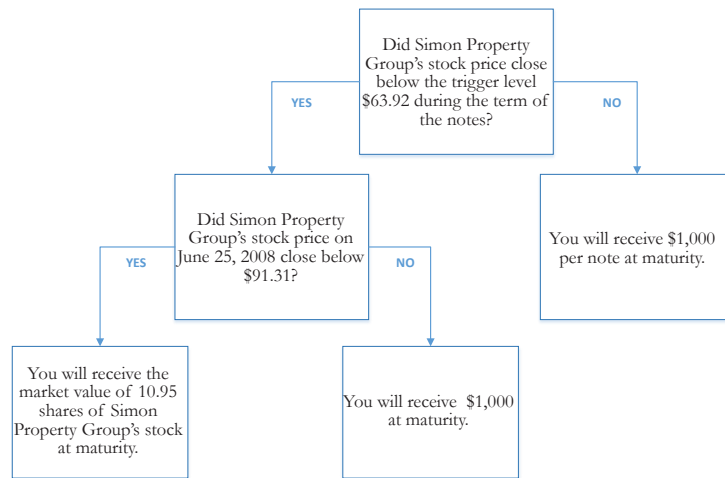 Did Simon Property
Group's stock price close
below the trigger level
$63.92 during the term of
the notes?
YES
NO
Did Simon Property
Group's stock price on
June 25, 2008 close below
$91.31?
You will receive $1,000
per note at maturity.
YES
NO
You will receive the
market value of 10.95
shares of Simon
Property Group's stock
at maturity.
You will receive $1,000
at maturity.